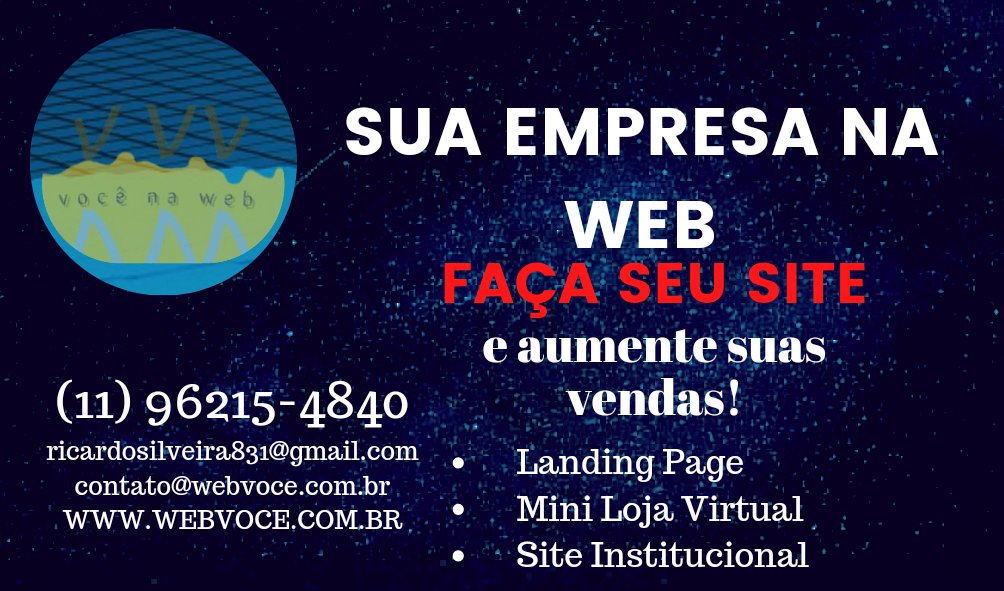 você na web
SUA EMPRESA NA
WEB
FAÇA SEU SITE
e aumente suas
vendas!
(11) 96215-4840
ricardosilveira831@gmail.com
contato@webvoce.com.br
WWW.WEBVOCE.COM.BR
• Landing Page
• Mini Loja Virtual
• Site Institucional